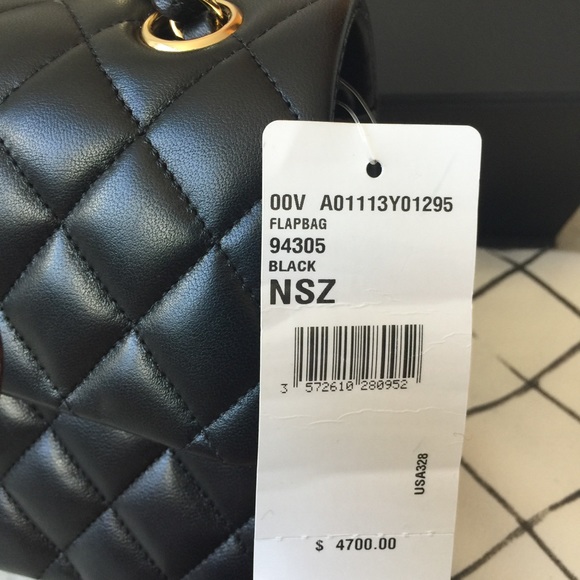 00V A01113Y01295
FLAPBAG
94305
BLACK
NSZ
3 572610 280952
USA328
$ 4700.00